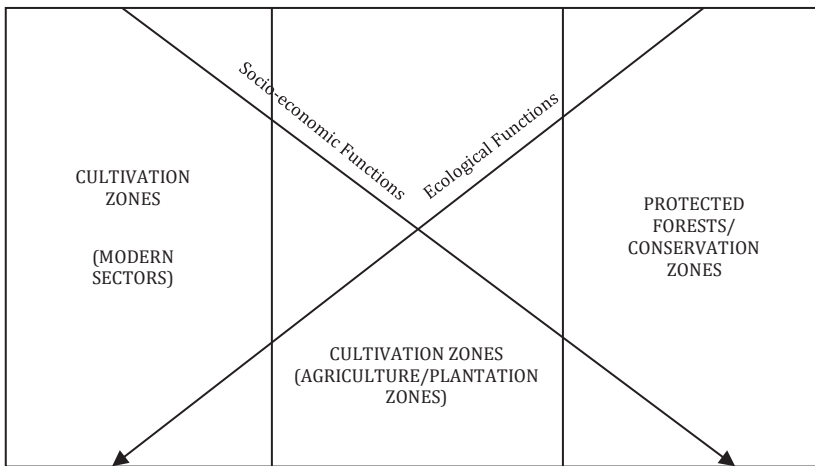 Socio-economic Functions
Ecological Functions
CULTIVATION
ZONES
(MODERN
SECTORS)
CULTIVATION ZONES
(AGRICULTURE/PLANTATION
ZONES)
PROTECTED
FORESTS/
CONSERVATION
ZONES